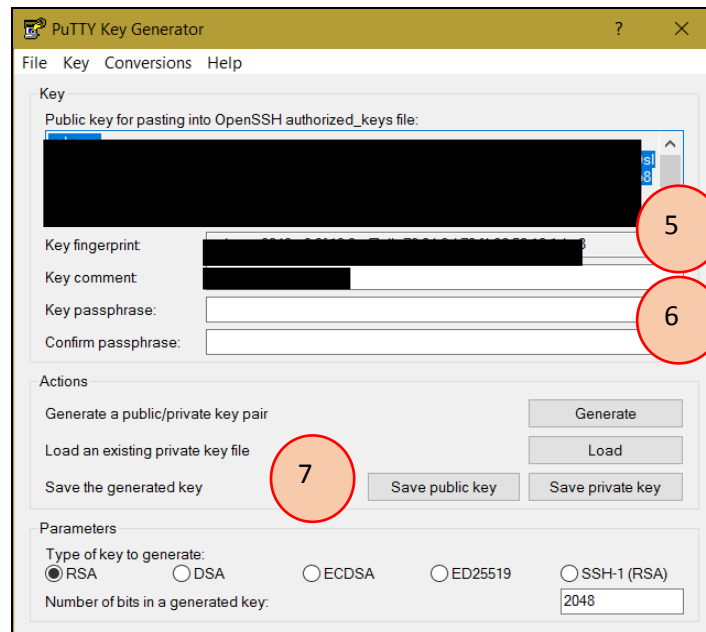 PuTTY Key Generator ?
File Key Conversions Help
Key
Public key for pasting into OpenSSH authorized_keys file:
5
Key fingerprint:
Key comment:
Key passphrase:
6
Confirm passphrase:
Actions
Generate a public/private key pair Generate
Load an existing private key file Load
Save the generated key 7 Save public key Save private key
Parameters
Type of key to generate:
RSA DSA ECDSA ED25519 SSH-1 (RSA)
Number of bits in a generated key: 2048